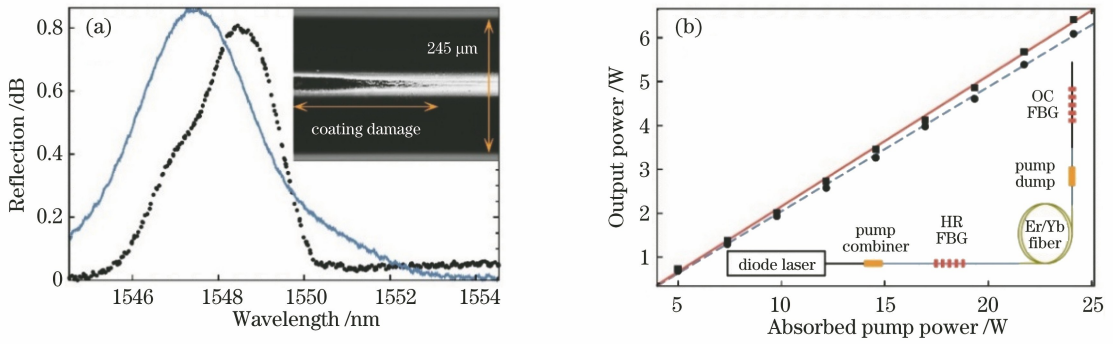 (a)
245 μm
coating damage
Reflection /dB
0.8
0.6
0.4
0.2
0
1546
1548
1550
1552
1554
Wavelength /nm
(b)
OC
FBG
pump
dump
Er/Yb
fiber
HR
FBG
pump
combiner
diode laser
Output power /W
6
5
4
3
2
1
5
10
15
20
25
Absorbed pump power /W